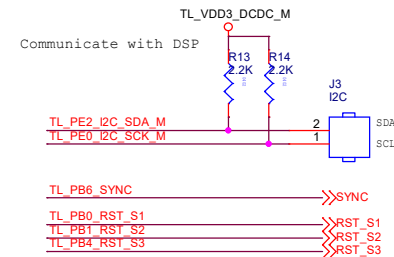 TL_VDD3_DCDC_M
Communicate with DSP
R13 R14
2.2K 2.2K
J3
I2C
TL_PE2_I2C_SDA_M 2 SDA
TL_PE0_I2C_SCK_M 1 SCL
TL_PB6_SYNC SYNC
TL_PB0_RST_S1 RST_S1
TL_PB1_RST_S2 RST_S2
TL_PB4_RST_S3 RST_S3